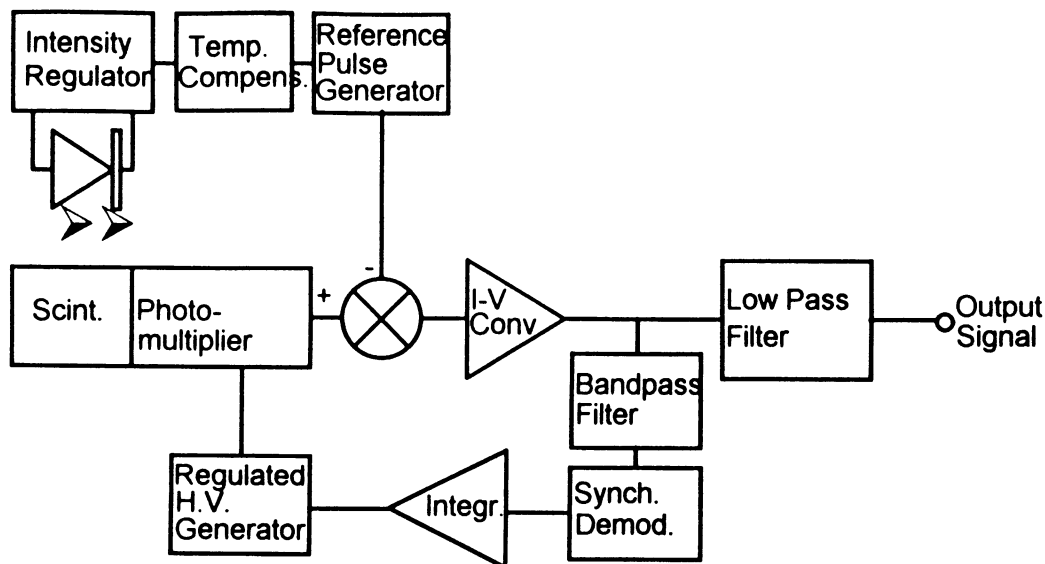 Intensity
Regulator
Temp.
Compens.
Reference
Pulse
Generator
-
Scint.
Photo-
multiplier
+
I-V
Conv
Low Pass
Filter
Output
Signal
Bandpass
Filter
Regulated
H.V.
Generator
Integr.
Synch.
Demod.